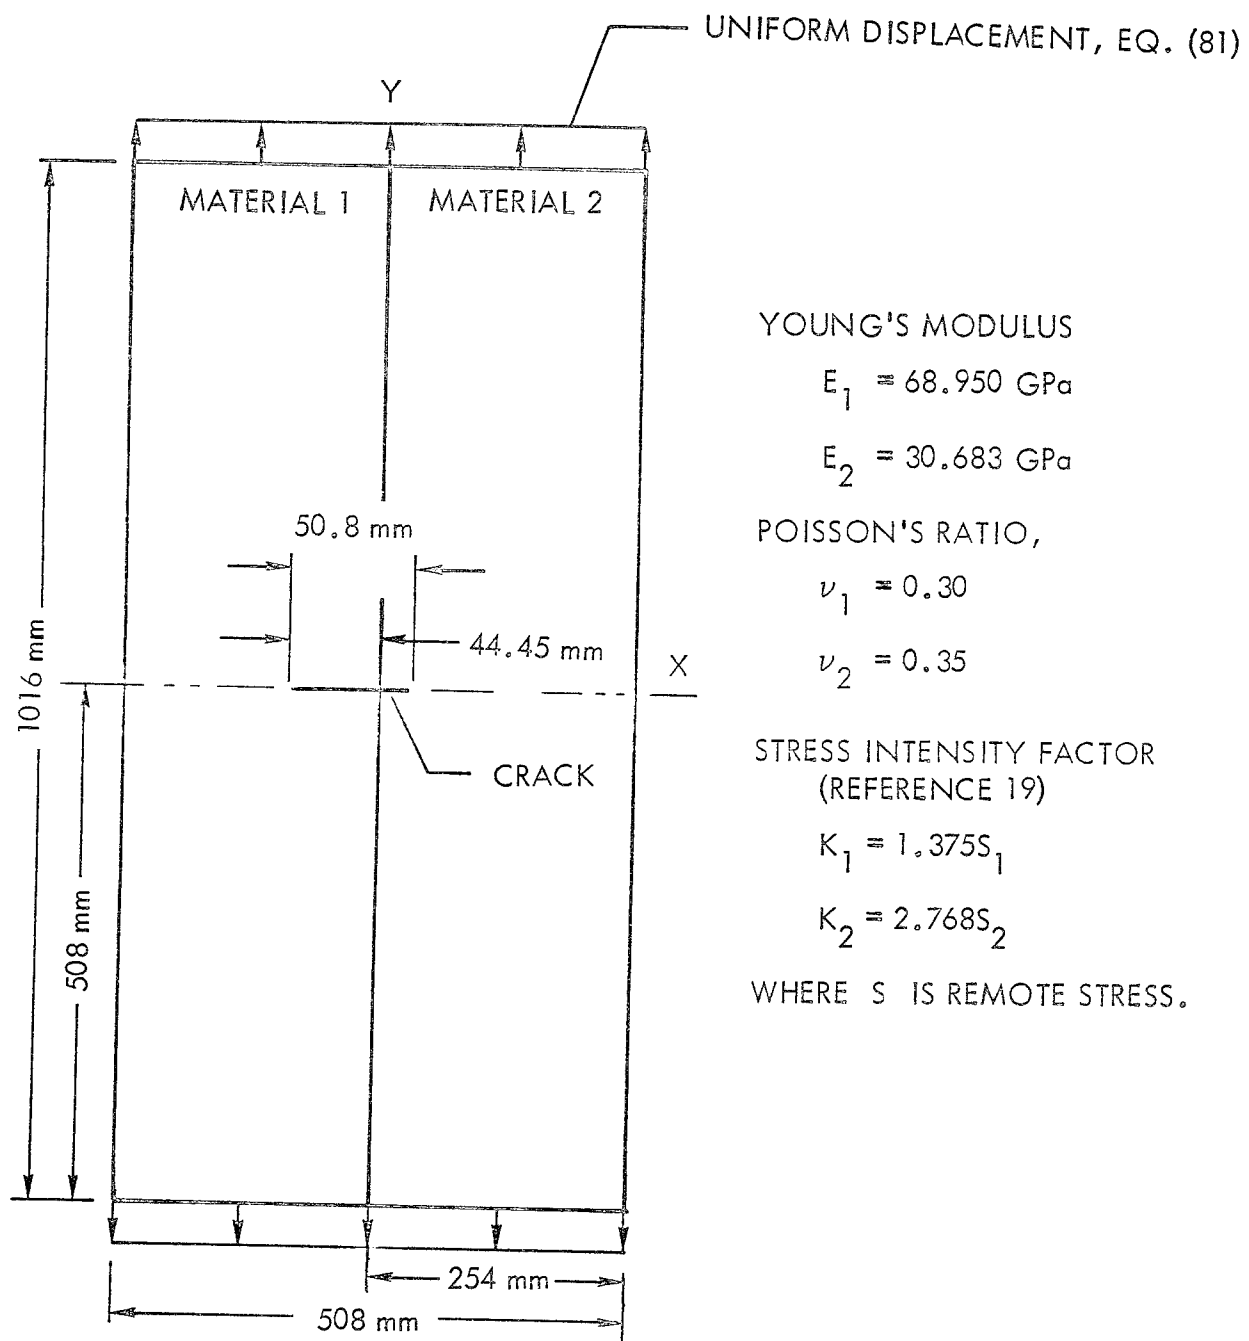 UNIFORM DISPLACEMENT, EQ. (81)
Y
MATERIAL 1
MATERIAL 2
YOUNG'S MODULUS
E1 = 68.950 GPa
E2 = 30.683 GPa
50.8 mm
POISSON'S RATIO,
ν1 = 0.30
44.45 mm
ν2 = 0.35
X
1016 mm
CRACK
STRESS INTENSITY FACTOR
(REFERENCE 19)
K1 = 1.375S1
K2 = 2.768S2
508 mm
WHERE S IS REMOTE STRESS.
254 mm
508 mm